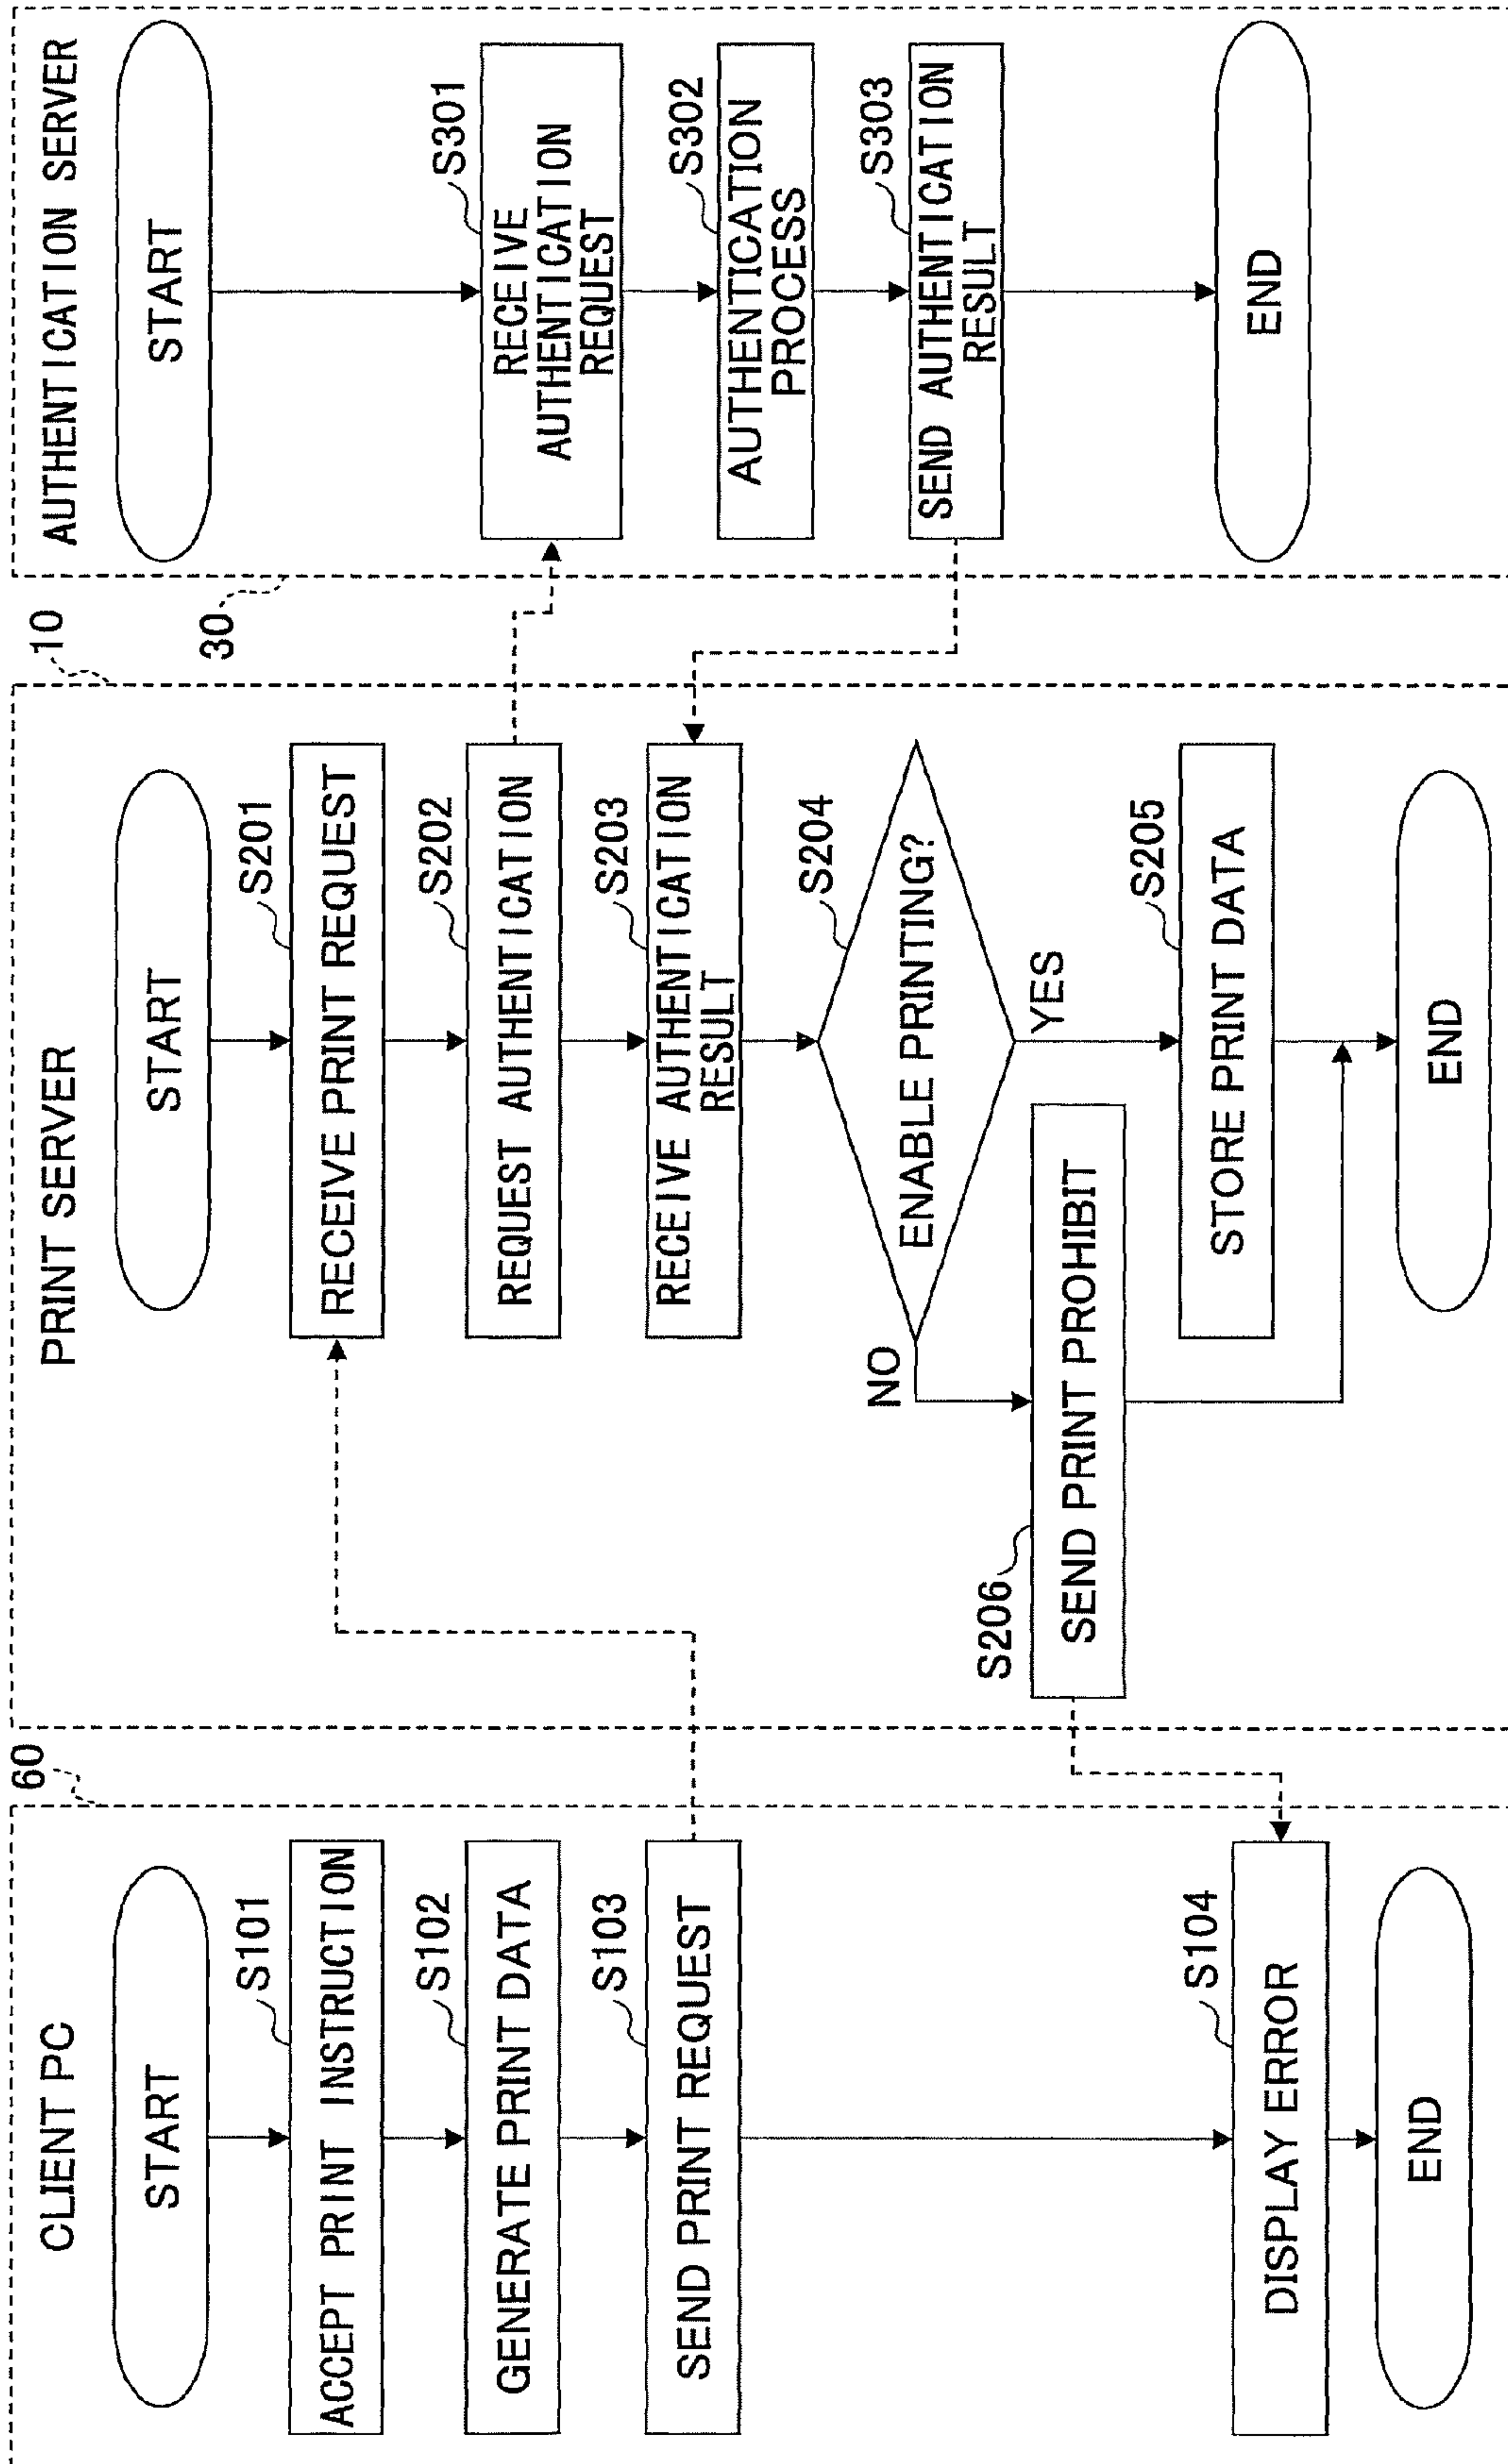 CLIENT PC
60
START
S101
ACCEPT PRINT INSTRUCTION
S102
GENERATE PRINT DATA
S103
SEND PRINT REQUEST
S104
DISPLAY ERROR
END
PRINT SERVER
10
START
S201
RECEIVE PRINT REQUEST
S202
REQUEST AUTHENTICATION
S203
RECEIVE AUTHENTICATION
RESULT
S204
ENABLE PRINTING?
NO
YES
S206
SEND PRINT PROHIBIT
S205
STORE PRINT DATA
END
AUTHENTICATION SERVER
30
START
S301
RECEIVE
AUTHENTICATION
REQUEST
S302
AUTHENTICATION
PROCESS
S303
SEND AUTHENTICATION
RESULT
END